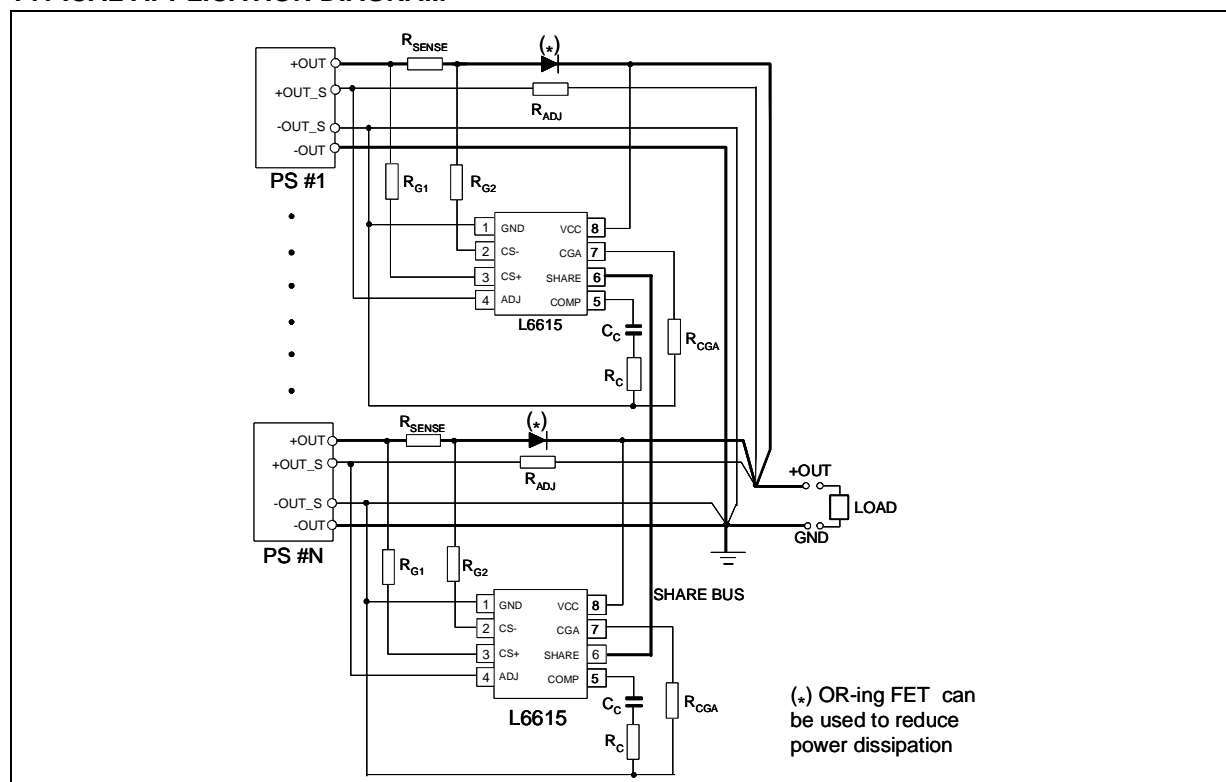 TYPICAL APPLICATION DIAGRAM
R_SENSE
(*)
+OUT
+OUT_S
R_ADJ
-OUT_S
-OUT
PS #1
R_G1
R_G2
1 GND VCC 8
2 CS- CGA 7
3 CS+ SHARE 6
4 ADJ COMP 5
L6615
C_C
R_CGA
R_C
R_SENSE
(*)
+OUT
+OUT_S
R_ADJ
-OUT_S
-OUT
PS #N
+OUT
LOAD
GND
R_G1
R_G2
SHARE BUS
1 GND VCC 8
2 CS- CGA 7
3 CS+ SHARE 6
4 ADJ COMP 5
L6615
C_C
R_CGA
R_C
(*) OR-ing FET can
be used to reduce
power dissipation